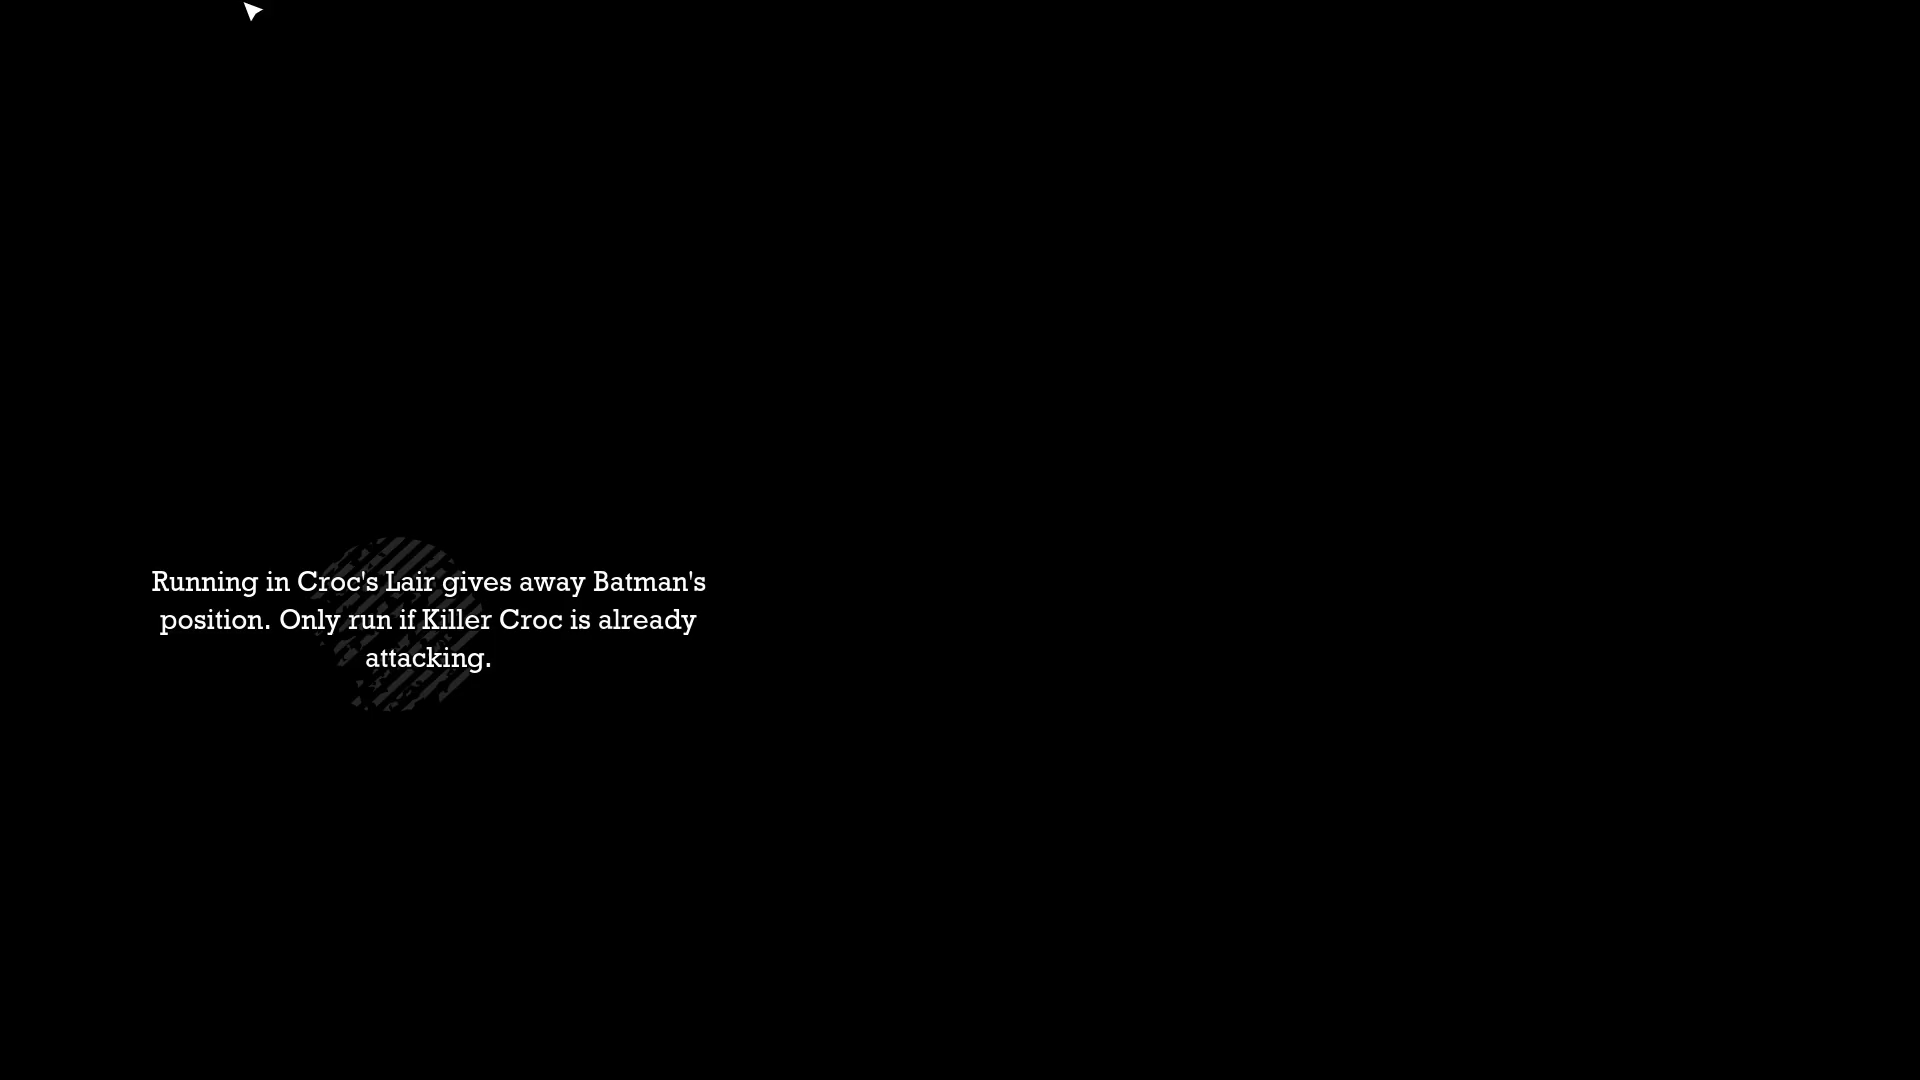 Running in Croc's Lair gives away Batman's
position. Only run if Killer Croc is already
attacking.